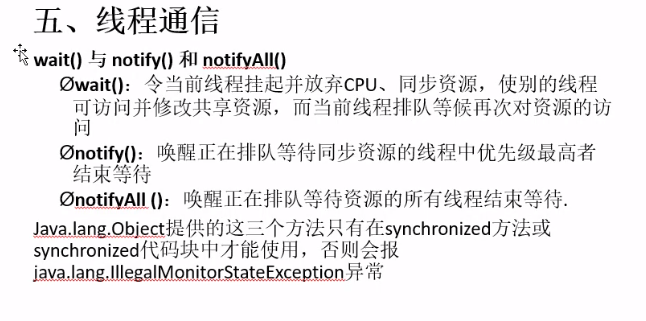 五、线程通信
wait() 与 notify() 和 notifyAll()
Øwait()：令当前线程挂起并放弃CPU、同步资源，使别的线程
可访问并修改共享资源，而当前线程排队等候再次对资源的访
问
Ønotify()：唤醒正在排队等待同步资源的线程中优先级最高者
结束等待
ØnotifyAll ()：唤醒正在排队等待资源的所有线程结束等待.
Java.lang.Object提供的这三个方法只有在synchronized方法或
synchronized代码块中才能使用，否则会报
java.lang.IllegalMonitorStateException异常